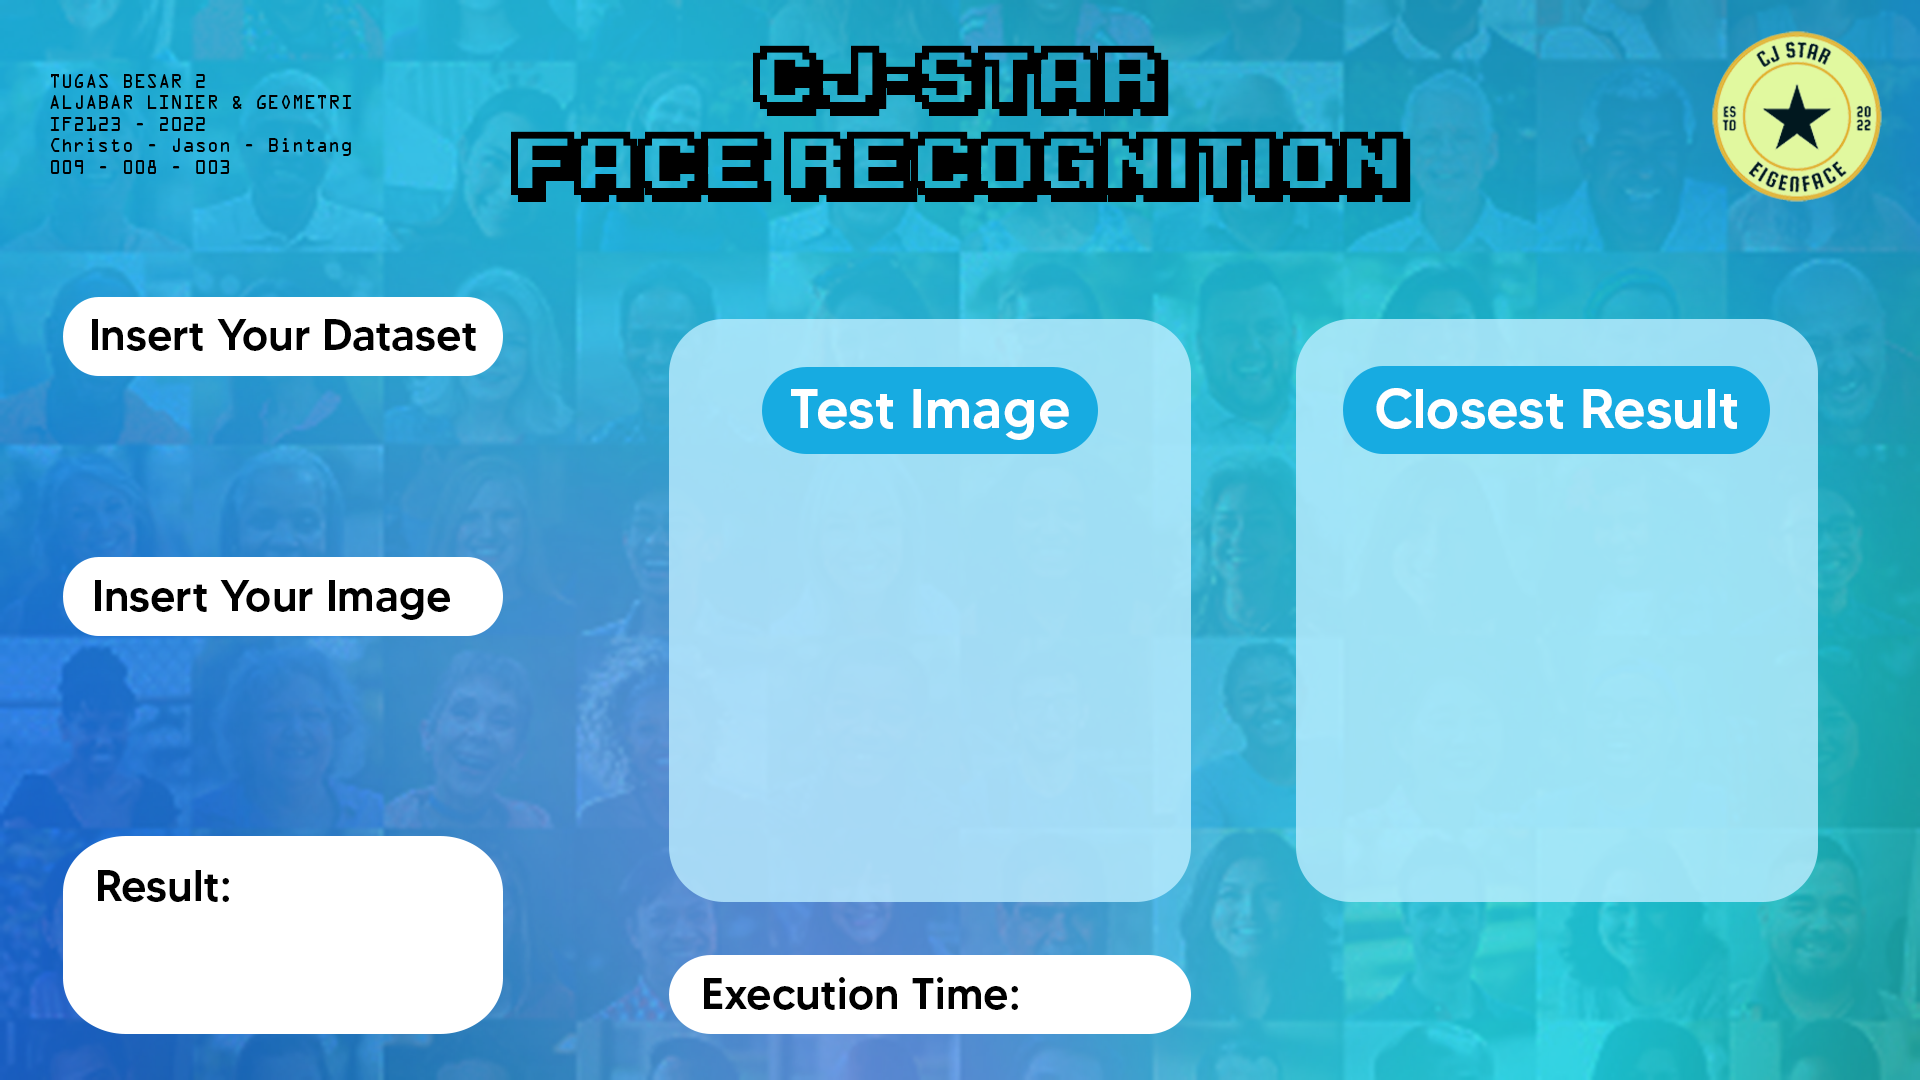 TUGAS BESAR 2
ALJABAR LINIER & GEOMETRI
IF2123 - 2022
Christo - Jason - Bintang
009 - 008 - 003
CJ-STAR
FACE RECOGNITION
CJ STAR
ES
TD
20
22
EIGENFACE
Insert Your Dataset
Test Image
Closest Result
Insert Your Image
Result:
Execution Time: